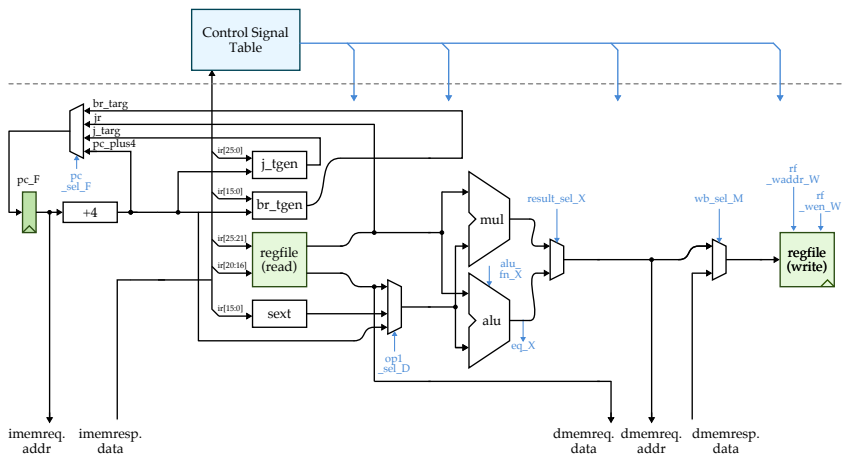 Control Signal
Table
br_targ
jr
j_targ
pc_plus4
pc
_sel_F
pc_F
+4
ir[25:0]
j_tgen
ir[15:0]
br_tgen
ir[25:21]
regfile
(read)
ir[20:16]
ir[15:0]
sext
op1
_sel_D
mul
alu_
fn_X
alu
eq_X
result_sel_X
wb_sel_M
rf
_waddr_W
rf
_wen_W
regfile
(write)
imemreq.
addr
imemresp.
data
dmemreq.
data
dmemreq.
addr
dmemresp.
data